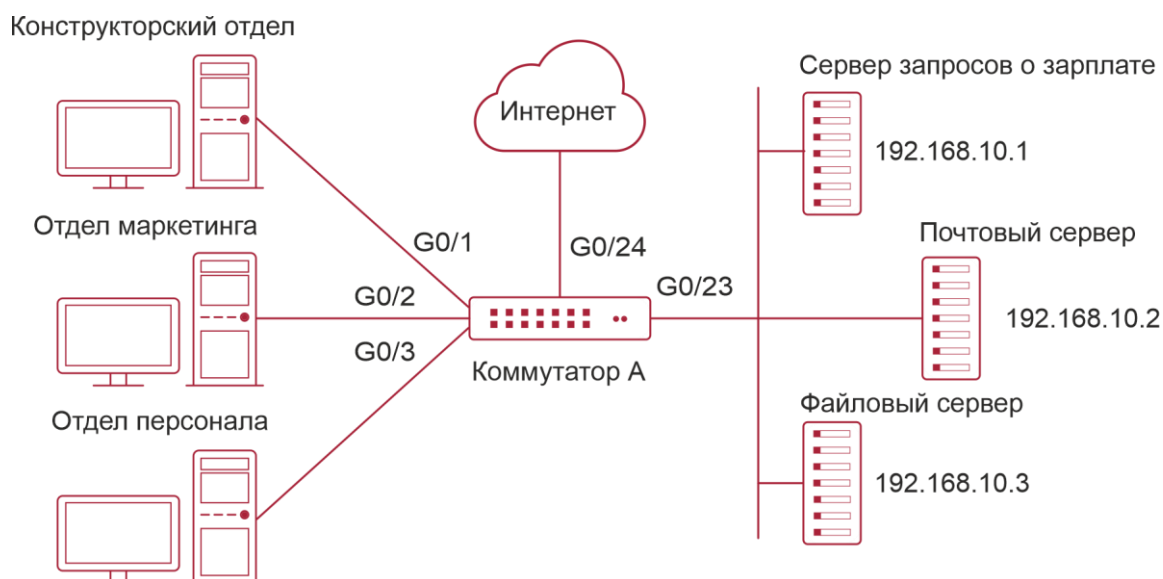 Конструкторский отдел
Интернет
Сервер запросов о зарплате
192.168.10.1
Отдел маркетинга
G0/1
G0/24
Почтовый сервер
G0/2
G0/23
192.168.10.2
G0/3
Коммутатор А
Отдел персонала
Файловый сервер
192.168.10.3